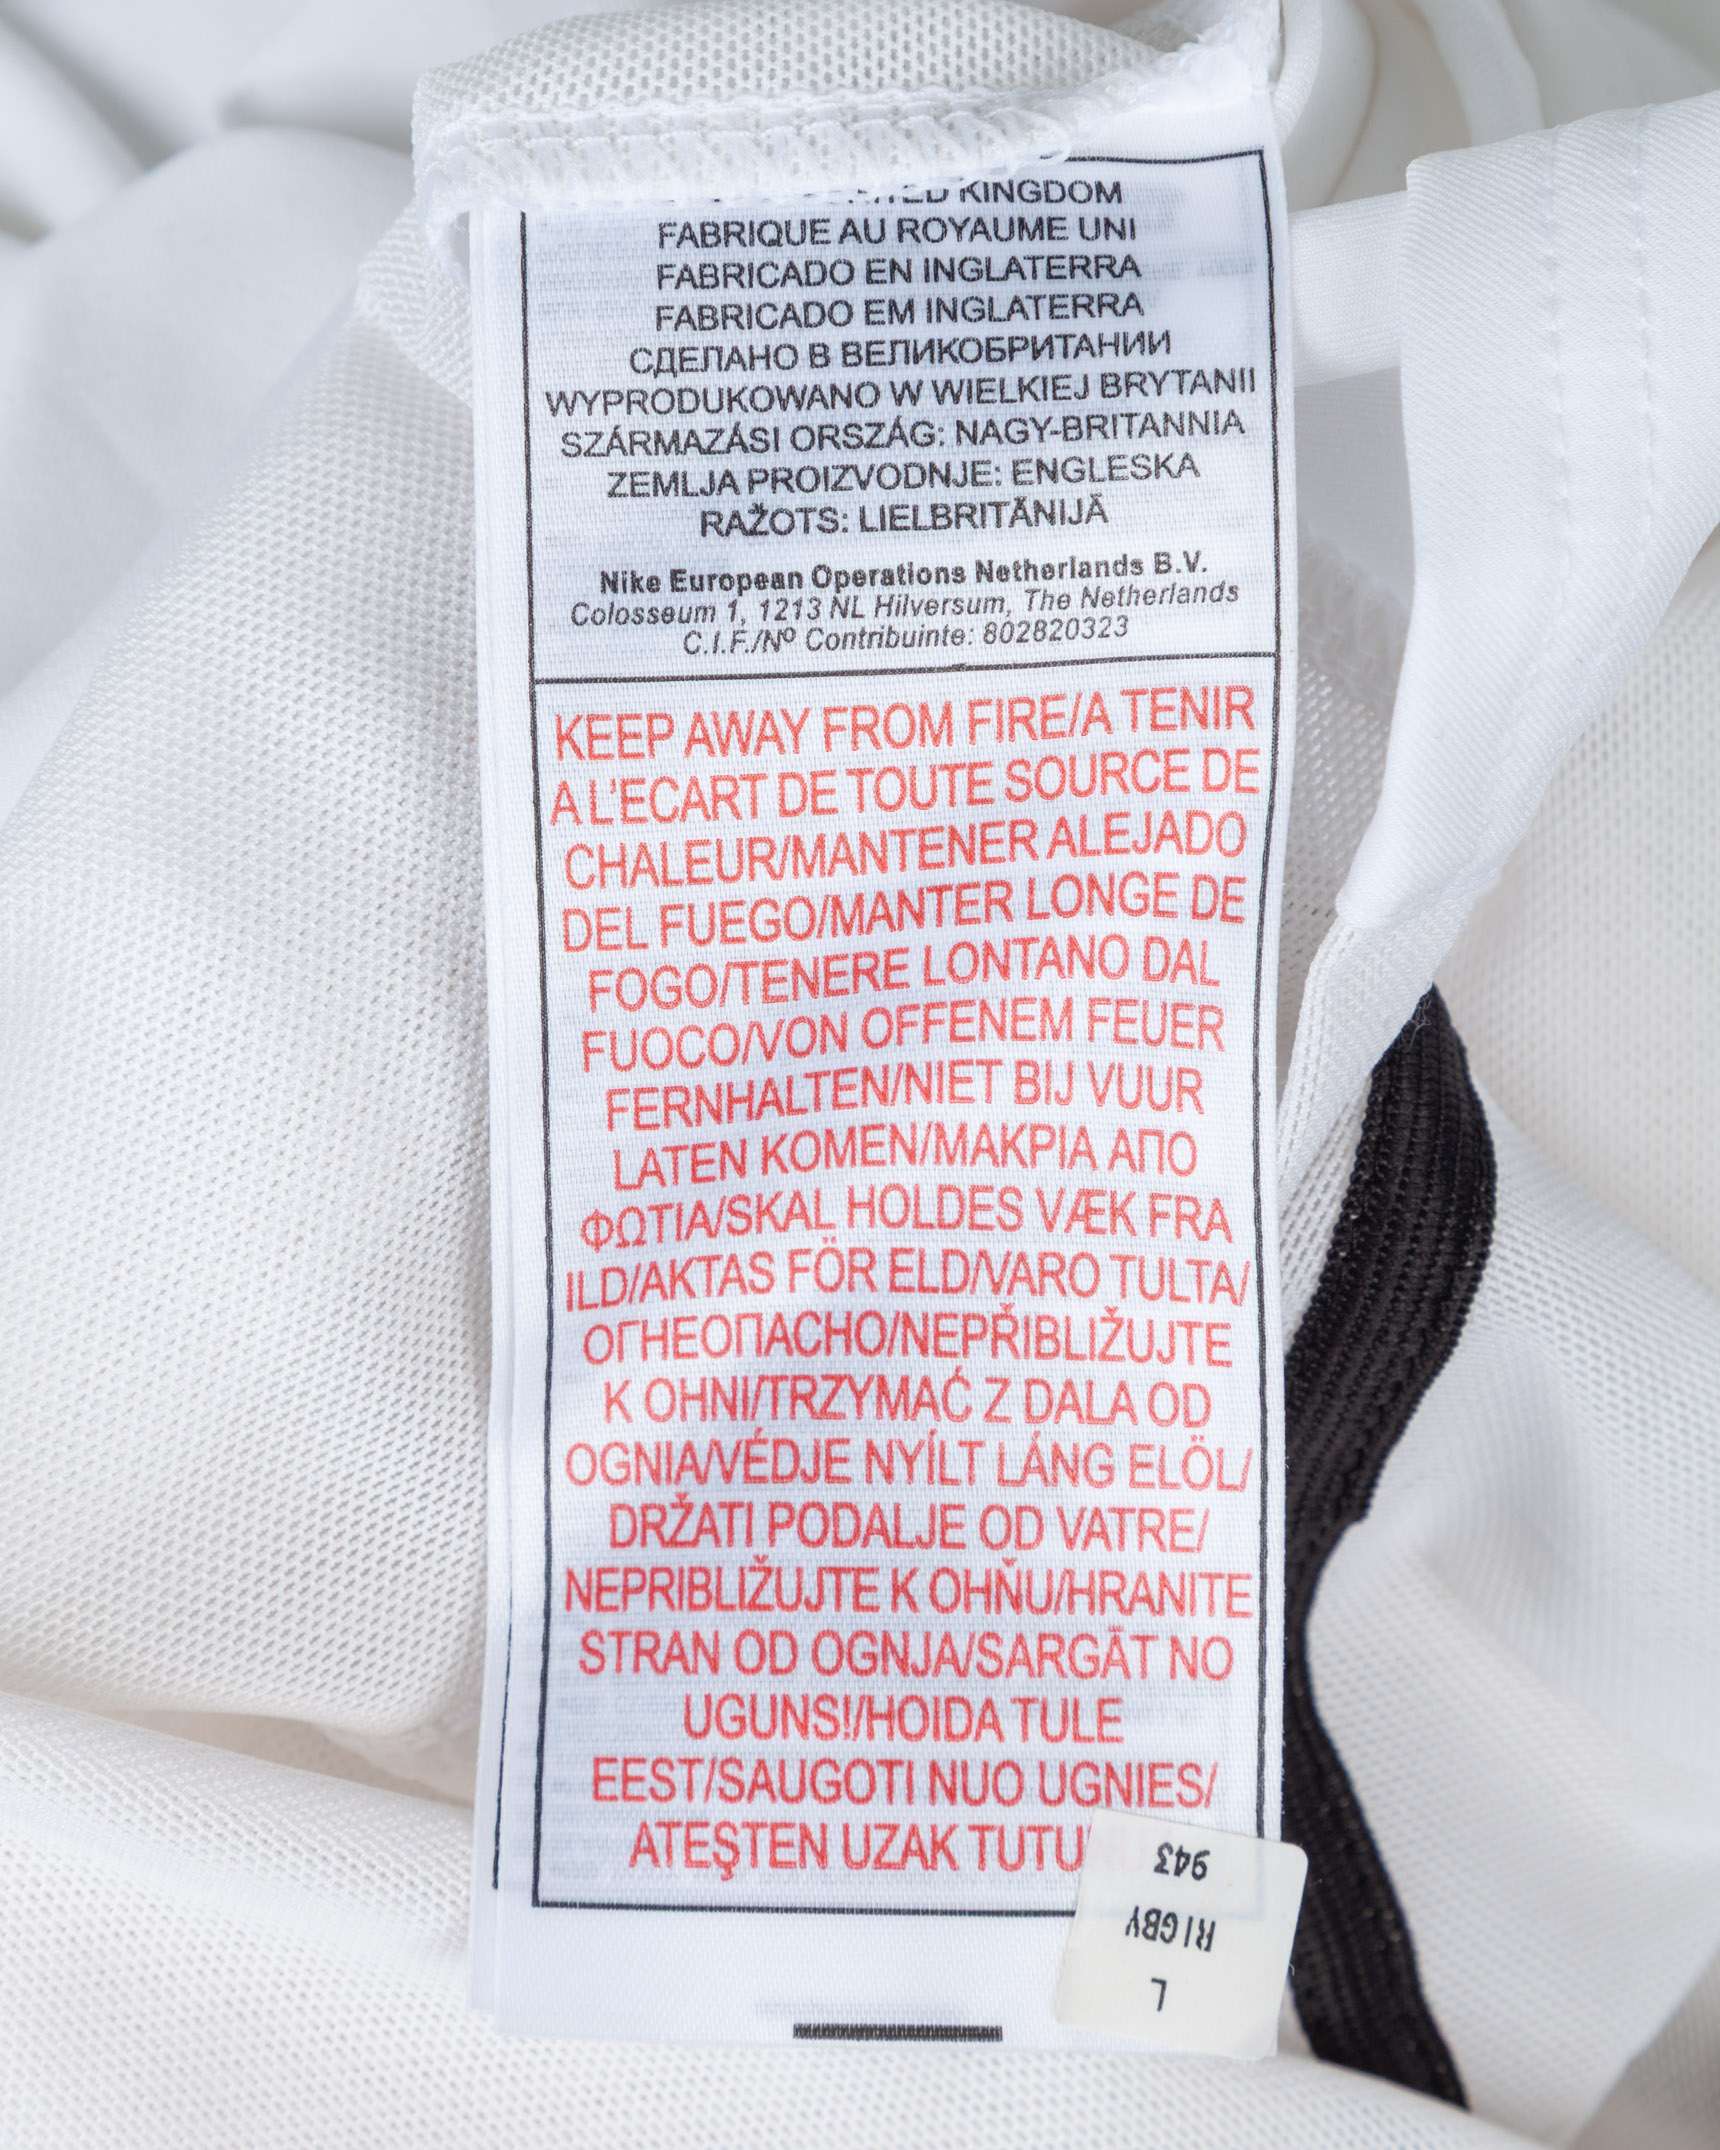 KINGDOM
FABRIQUE AU ROYAUME UNI
FABRICADO EN INGLATERRA
FABRICADO EM INGLATERRA
СДЕЛАНО В ВЕЛИКОБРИТАНИИ
WYPRODUKOWANO W WIELKIEJ BRYTANII
SZÁRMAZÁSI ORSZÁG: NAGY-BRITANNIA
ZEMLJA PROIZVODNJE: ENGLESKA
RAŽOTS: LIELBRITĀNIJĀ
Nike European Operations Netherlands B.V.
Colosseum 1, 1213 NL Hilversum, The Netherlands
C.I.F./Nº Contribuinte: 802820323
KEEP AWAY FROM FIRE/A TENIR
A L'ECART DE TOUTE SOURCE DE
CHALEUR/MANTENER ALEJADO
DEL FUEGO/MANTER LONGE DE
FOGO/TENERE LONTANO DAL
FUOCO/VON OFFENEM FEUER
FERNHALTEN/NIET BIJ VUUR
LATEN KOMEN/ΜΑΚΡΙΑ ΑΠΟ
ΦΩΤΙΑ/SKAL HOLDES VÆK FRA
ILD/AKTAS FÖR ELD/VARO TULTA/
ОГНЕОПАСНО/NEPŘIBLIŽUJTE
K OHNI/TRZYMAĆ Z DALA OD
OGNIA/VÉDJE NYÍLT LÁNG ELÖL/
DRŽATI PODALJE OD VATRE/
NEPRIBLIŽUJTE K OHŇU/HRANITE
STRAN OD OGNJA/SARGĀT NO
UGUNS!/HOIDA TULE
EEST/SAUGOTI NUO UGNIES/
ATEŞTEN UZAK TUTU
943
RIGBY
L